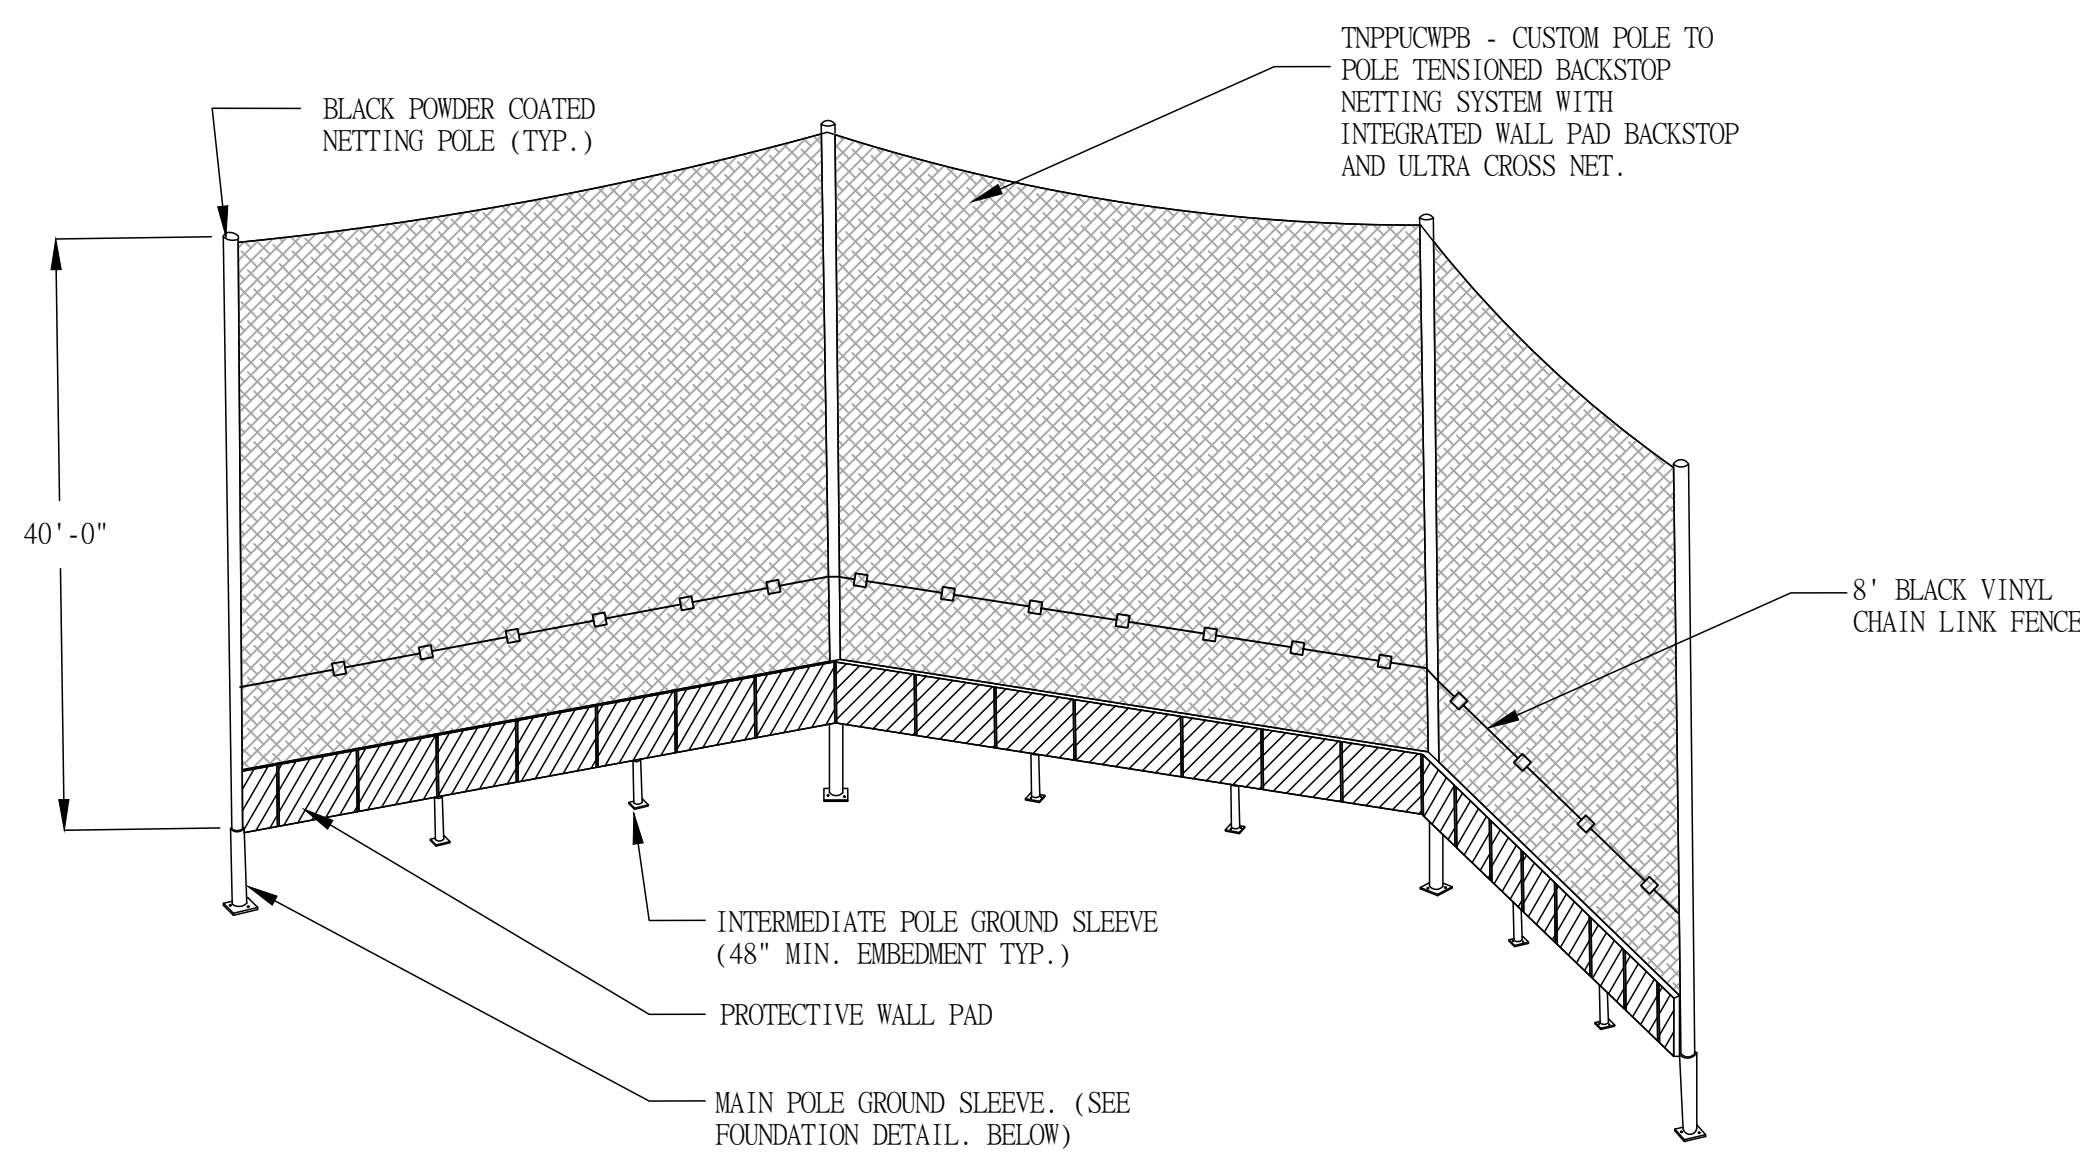 TNPPUCWPB - CUSTOM POLE TO
POLE TENSIONED BACKSTOP
NETTING SYSTEM WITH
INTEGRATED WALL PAD BACKSTOP
AND ULTRA CROSS NET.
BLACK POWDER COATED
NETTING POLE (TYP.)
40'-0"
8' BLACK VINYL
CHAIN LINK FENCE
INTERMEDIATE POLE GROUND SLEEVE
(48" MIN. EMBEDMENT TYP.)
PROTECTIVE WALL PAD
MAIN POLE GROUND SLEEVE. (SEE
FOUNDATION DETAIL. BELOW)